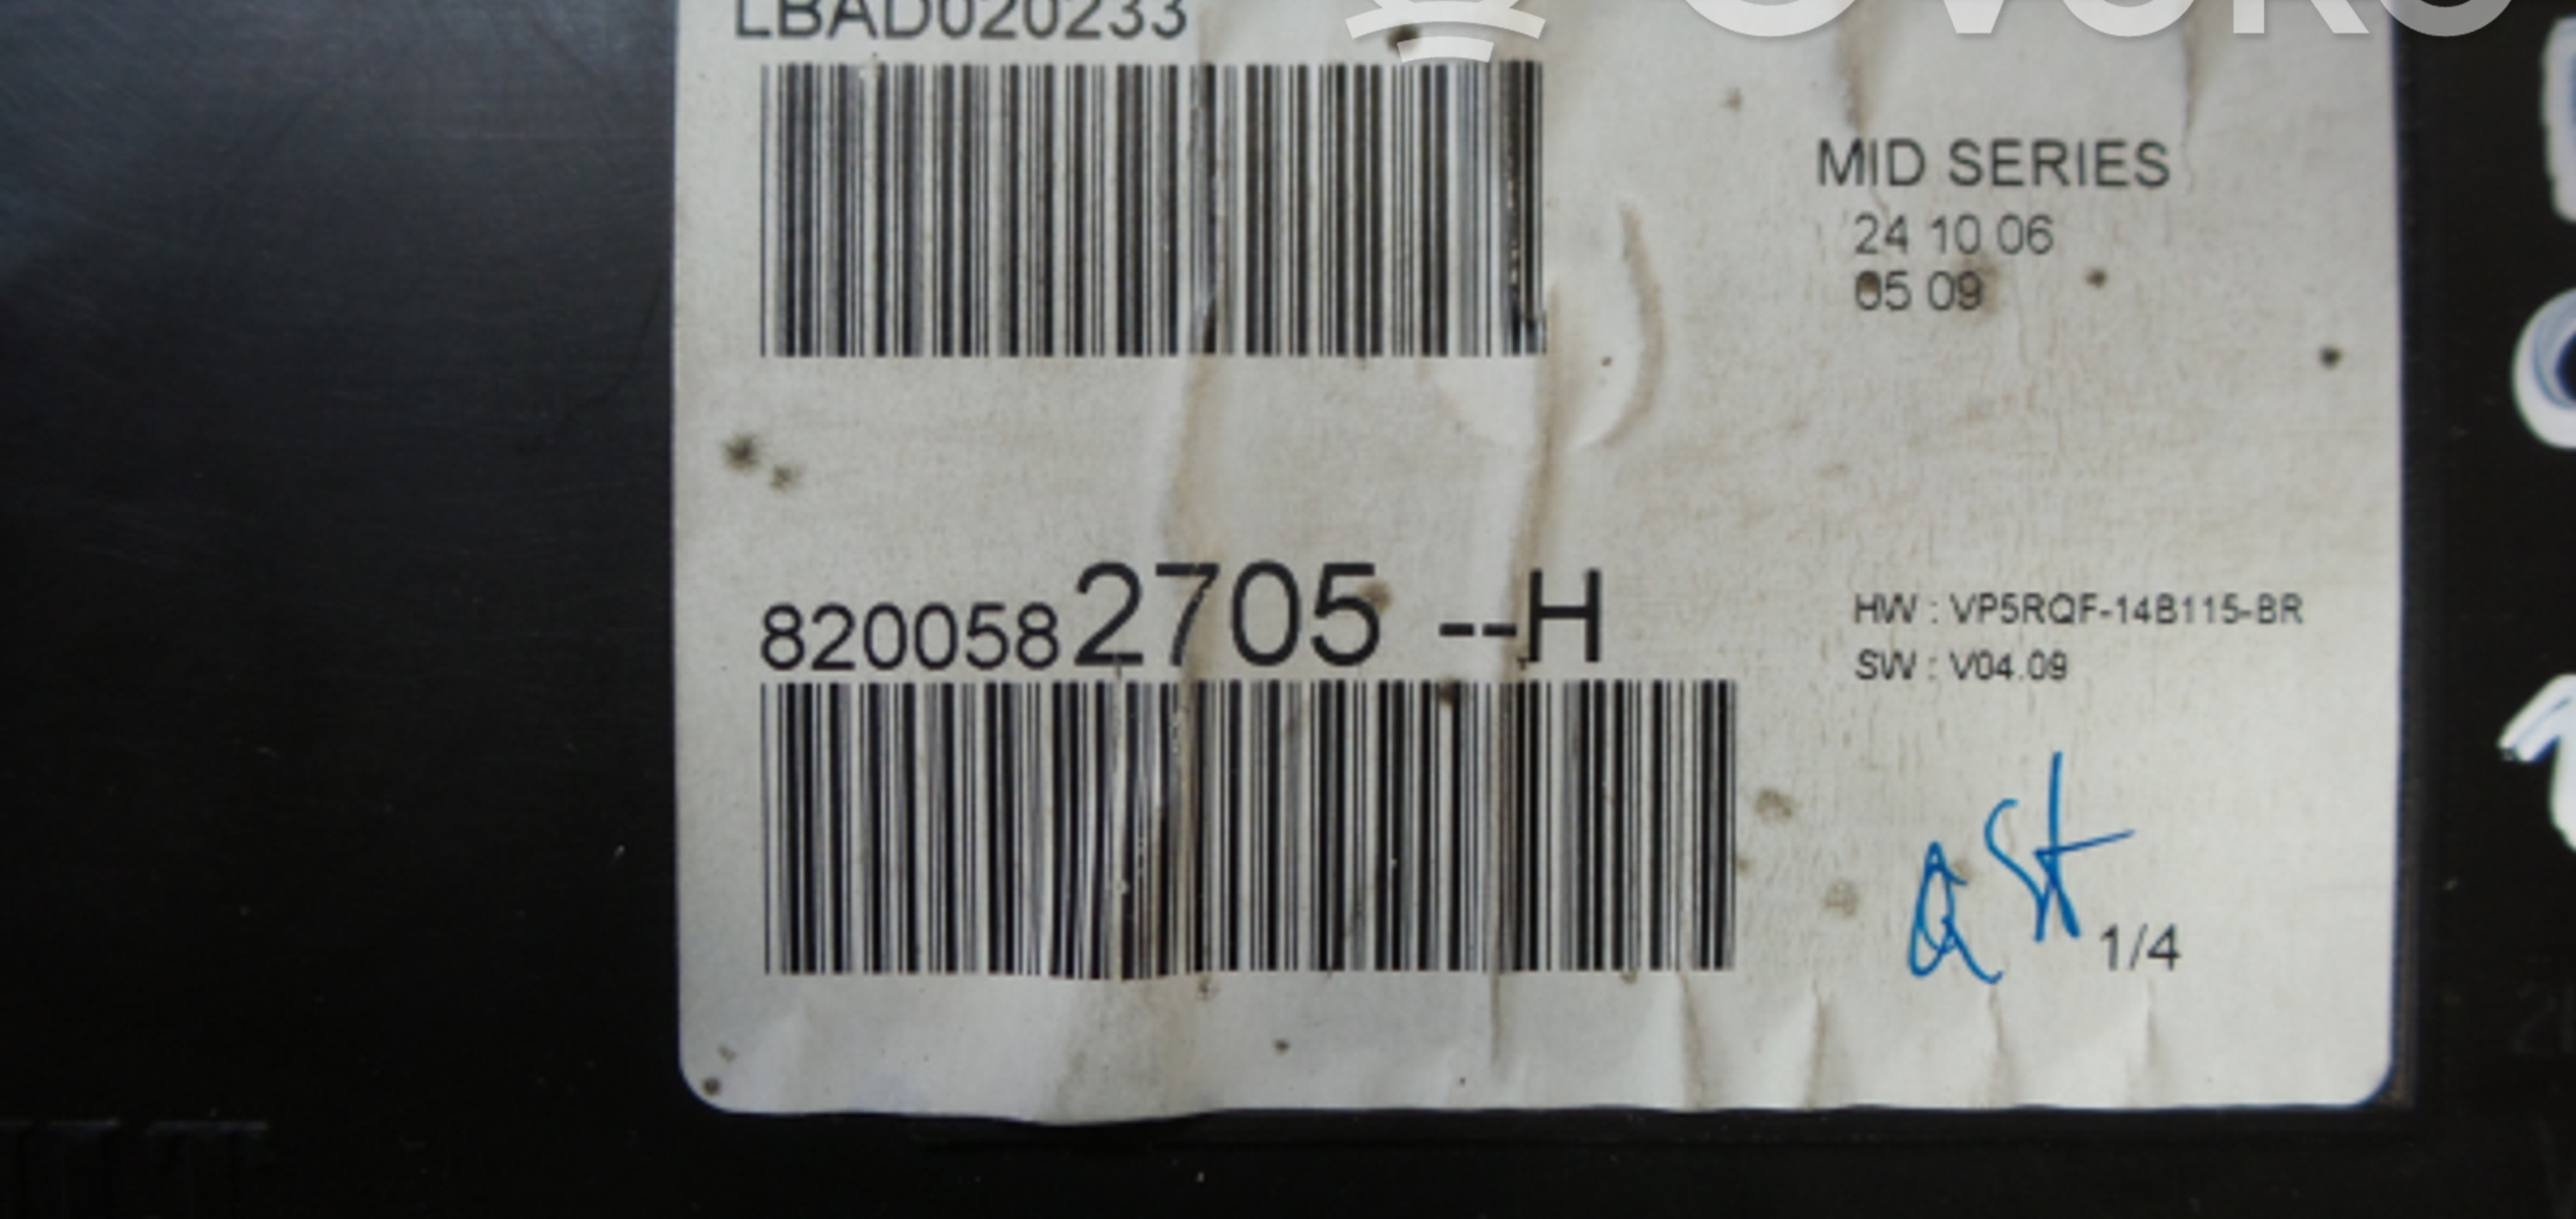 LBAD020233
MID SERIES
24 10 06
05 09
8200582705 --H
HW : VP5RQF-14B115-BR
SW : V04.09
1/4